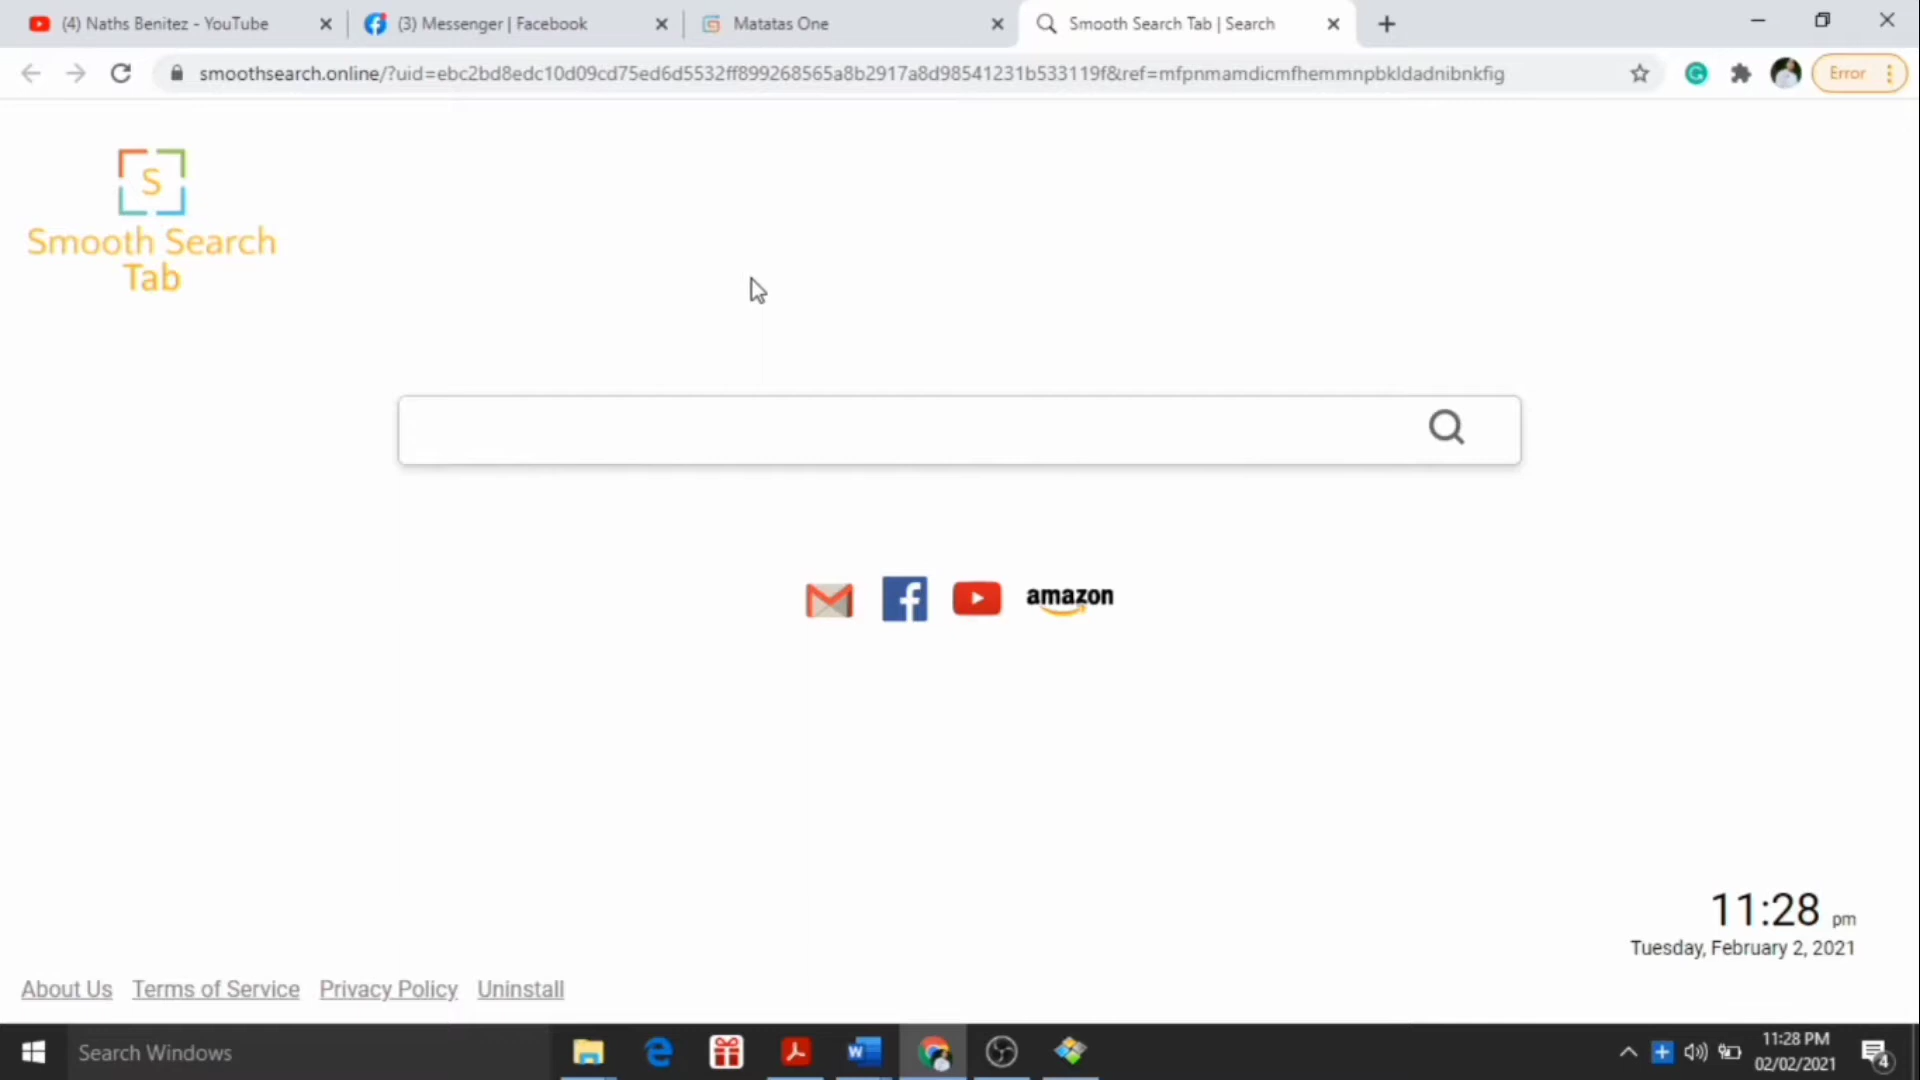 (4) Naths Benitez - YouTube
(3) Messenger | Facebook
Matatas One
Smooth Search Tab | Search
smoothsearch.online/?uid=ebc2bd8edc10d09cd75ed6d5532ff899268565a8b2917a8d98541231b533119f&ref=mfpnmamdicmfhemmnpbkldadnibnkfig
Error
S
Smooth Search
Tab
amazon
11:28 pm
Tuesday, February 2, 2021
About Us
Terms of Service
Privacy Policy
Uninstall
Search Windows
11:28 PM
02/02/2021
4